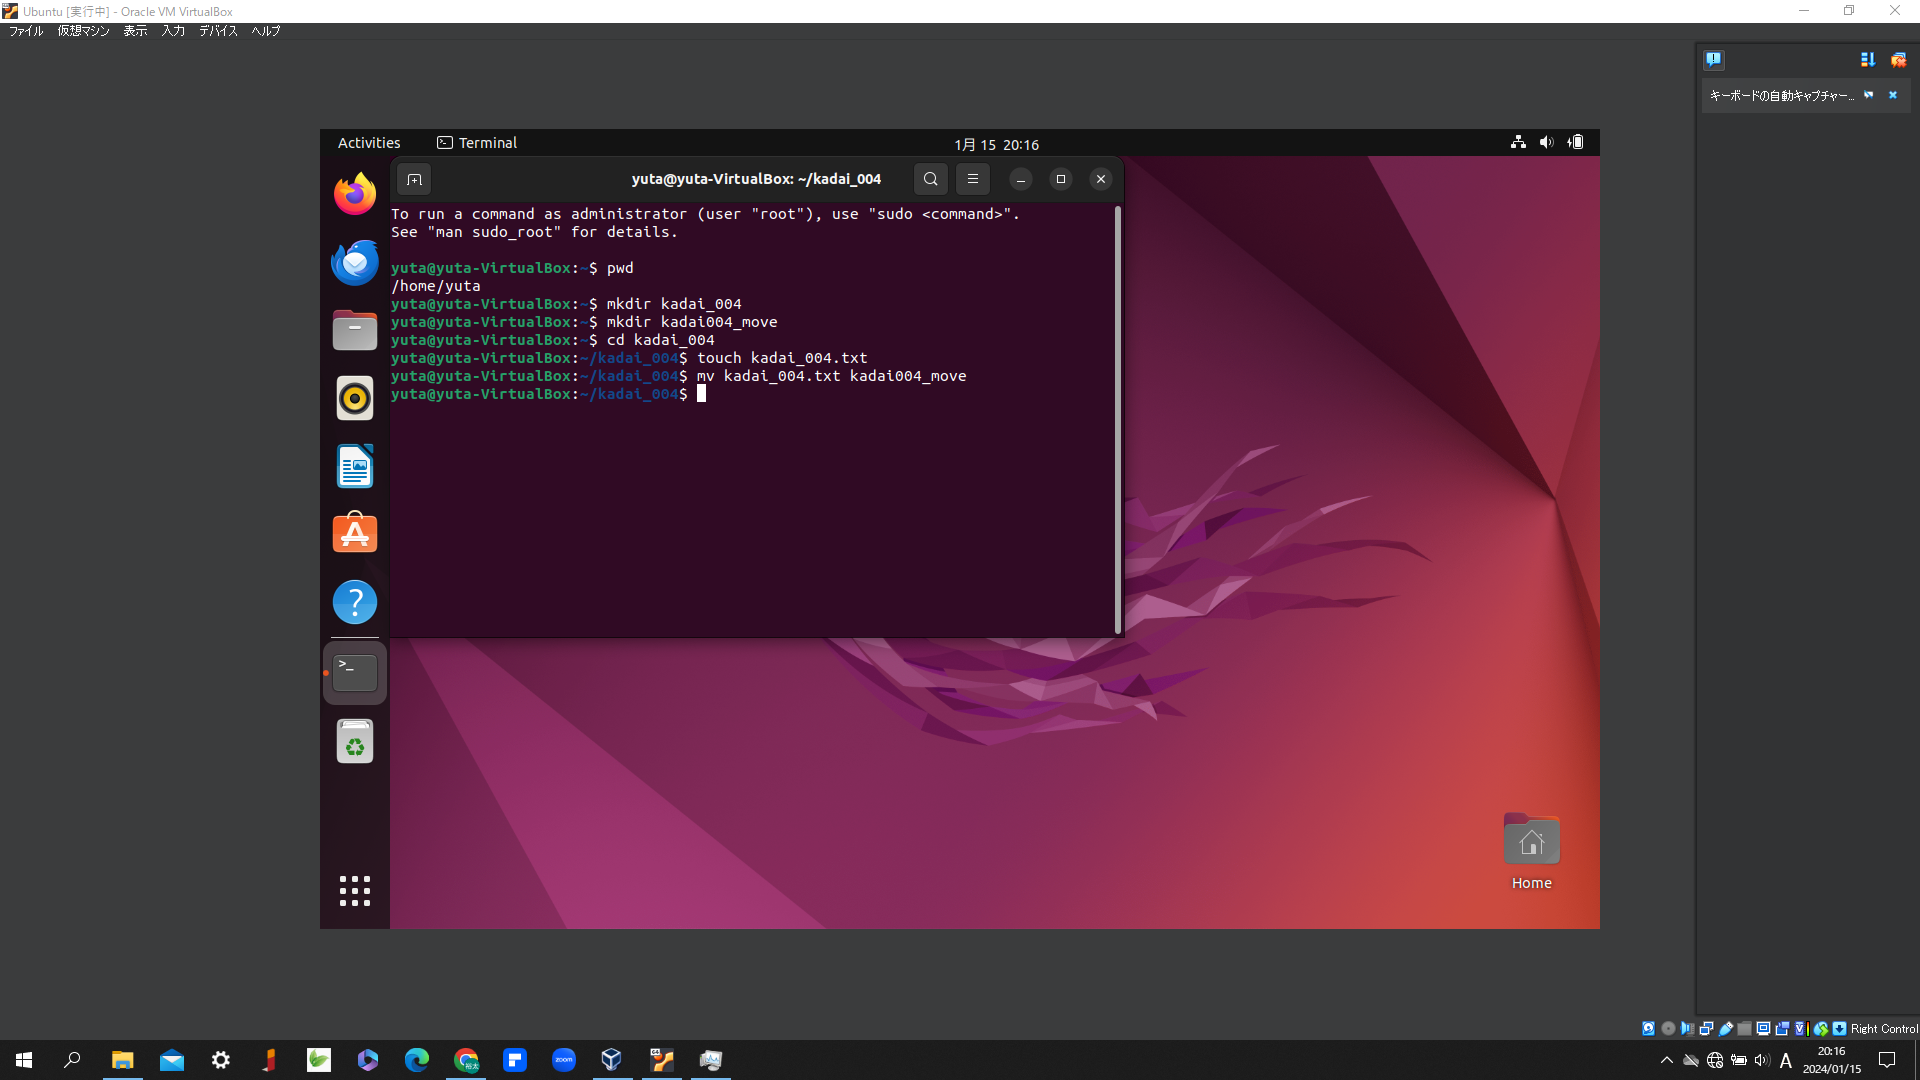 Ubuntu [実行中] - Oracle VM VirtualBox
ファイル 仮想マシン 表示 入力 デバイス ヘルプ
キーボードの自動キャプチャー...
Activities Terminal 1月 15 20:16
yuta@yuta-VirtualBox: ~/kadai_004
To run a command as administrator (user "root"), use "sudo <command>".
See "man sudo_root" for details.
yuta@yuta-VirtualBox:~$ pwd
/home/yuta
yuta@yuta-VirtualBox:~$ mkdir kadai_004
yuta@yuta-VirtualBox:~$ mkdir kadai004_move
yuta@yuta-VirtualBox:~$ cd kadai_004
yuta@yuta-VirtualBox:~/kadai_004$ touch kadai_004.txt
yuta@yuta-VirtualBox:~/kadai_004$ mv kadai_004.txt kadai004_move
yuta@yuta-VirtualBox:~/kadai_004$
Home
Right Control
zoom
A
20:16
2024/01/15